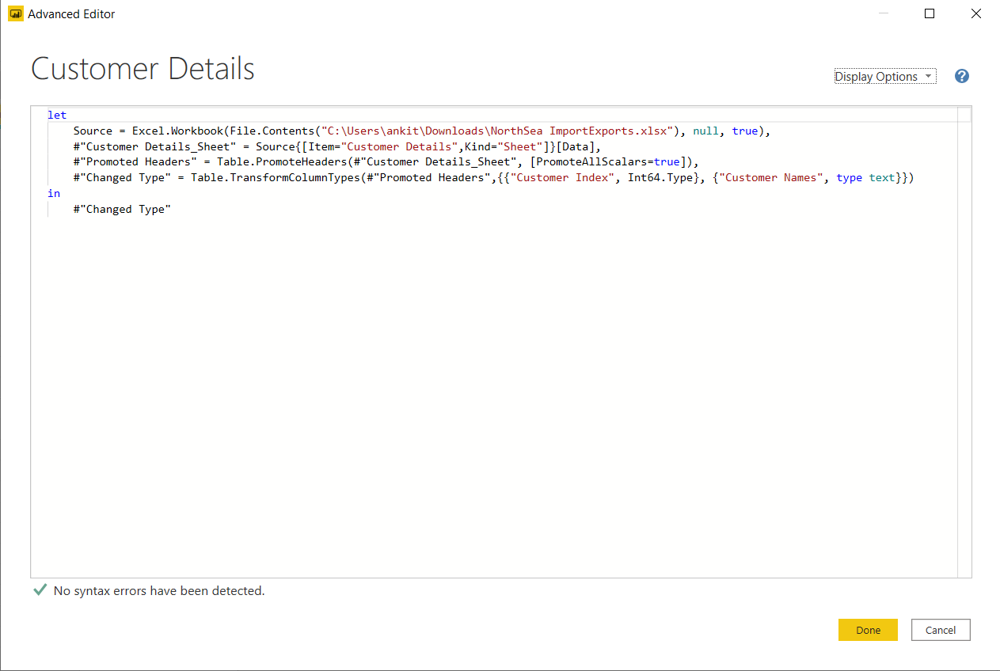 Advanced Editor
Customer Details
Display Options
?
let
    Source = Excel.Workbook(File.Contents("C:\Users\ankit\Downloads\NorthSea ImportExports.xlsx"), null, true),
    #"Customer Details_Sheet" = Source{[Item="Customer Details",Kind="Sheet"]}[Data],
    #"Promoted Headers" = Table.PromoteHeaders(#"Customer Details_Sheet", [PromoteAllScalars=true]),
    #"Changed Type" = Table.TransformColumnTypes(#"Promoted Headers",{{"Customer Index", Int64.Type}, {"Customer Names", type text}})
in
    #"Changed Type"
No syntax errors have been detected.
Done
Cancel